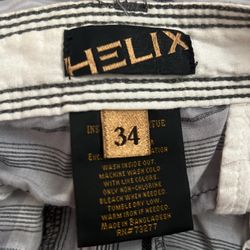 HELIX
34
WASH INSIDE OUT.
MACHINE WASH COLD
WITH LIKE COLORS
ONLY NON-CHLORINE
BLEACH WHEN NEEDED.
TUMBLE DRY LOW.
WARM IRON IF NEEDED.
MADE IN BANGLADESH
RN# 73277